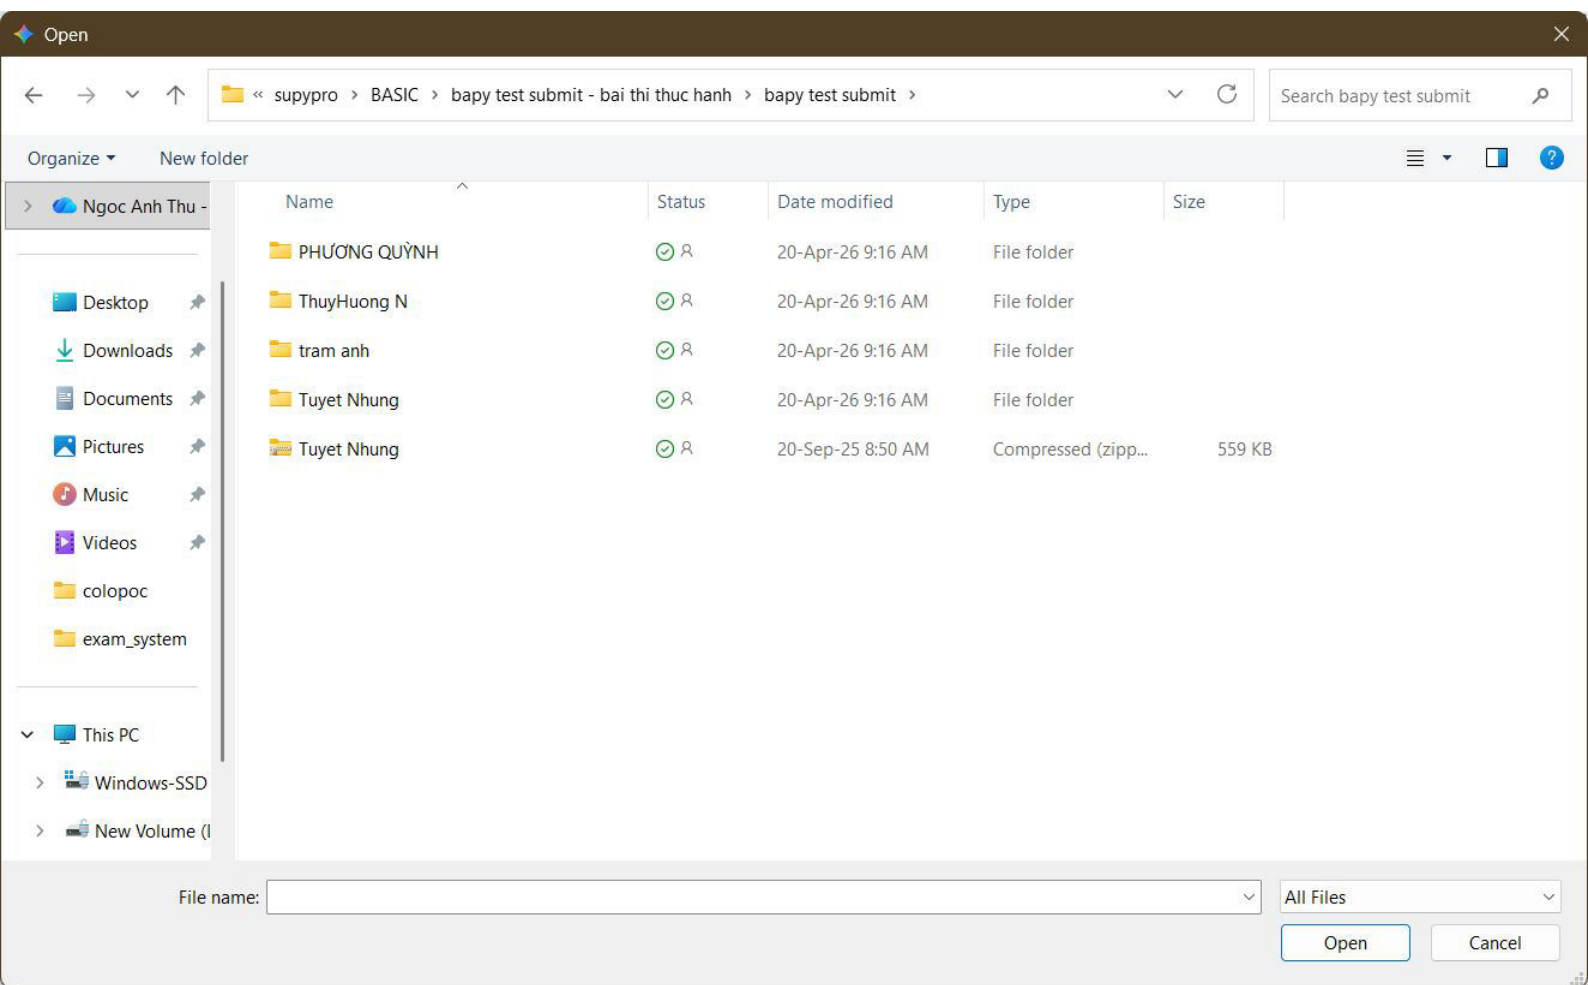 Open
« supypro > BASIC > bapy test submit - bai thi thuc hanh > bapy test submit >
Search bapy test submit
Organize
New folder
Ngoc Anh Thu -
Desktop
Downloads
Documents
Pictures
Music
Videos
colopoc
exam_system
This PC
Windows-SSD
New Volume (
Name Status Date modified Type Size
PHƯƠNG QUỲNH 20-Apr-26 9:16 AM File folder
ThuyHuong N 20-Apr-26 9:16 AM File folder
tram anh 20-Apr-26 9:16 AM File folder
Tuyet Nhung 20-Apr-26 9:16 AM File folder
Tuyet Nhung 20-Sep-25 8:50 AM Compressed (zipp... 559 KB
File name:
All Files
Open
Cancel